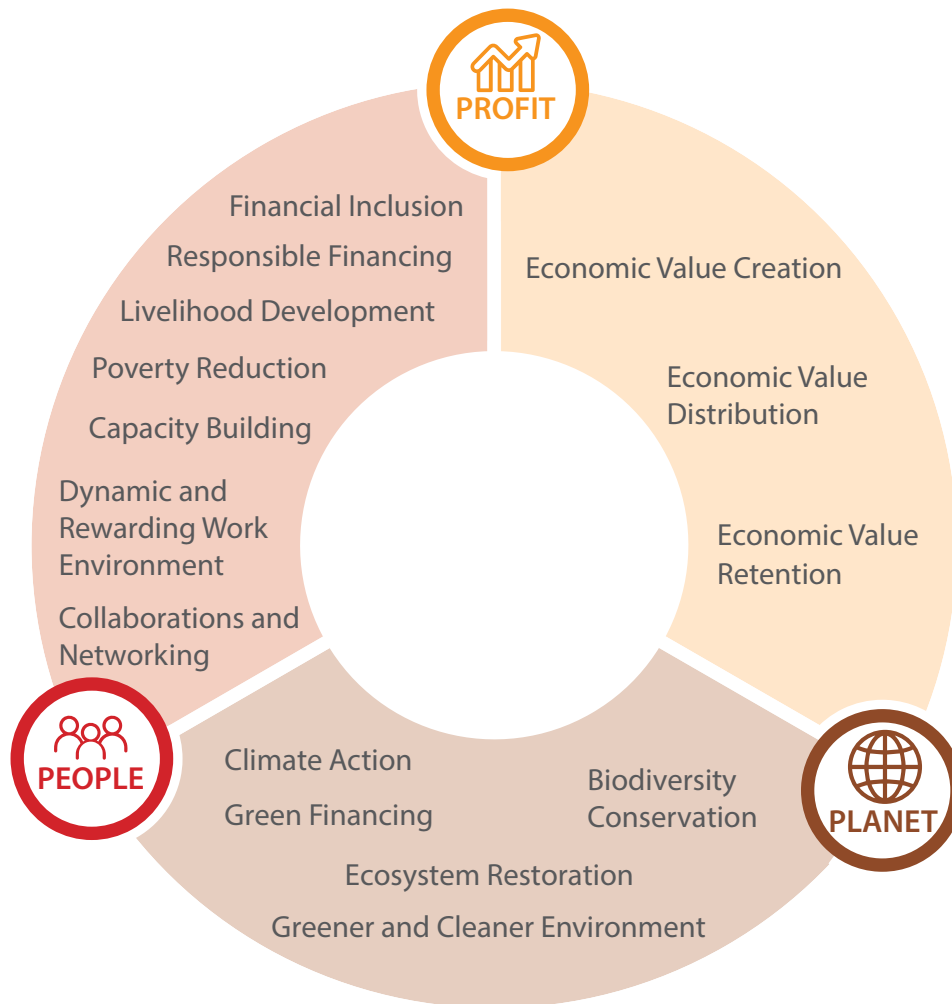 PROFIT
Financial Inclusion
Responsible Financing
Livelihood Development
Poverty Reduction
Capacity Building
Dynamic and
Rewarding Work
Environment
Collaborations and
Networking
Economic Value Creation
Economic Value
Distribution
Economic Value
Retention
PEOPLE
Climate Action
Green Financing
Biodiversity
Conservation
Ecosystem Restoration
Greener and Cleaner Environment
PLANET